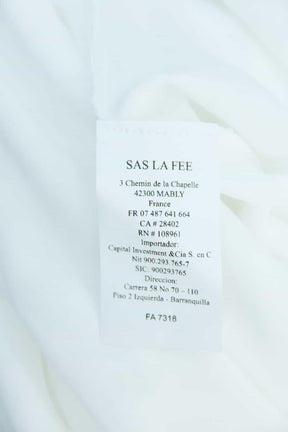 SAS LA FEE
3 Chemin de la Chapelle
42300 MABLY
France
FR 07 487 641 664
CA # 28402
RN # 108961
Importador:
Capital Investment &Cia S. en C.
Nit 900.293.765-7
SIC: 900293765
Direccion:
Carrera 58 No 70 - 110
Piso 2 Izquierda - Barranquilla
FA 7318